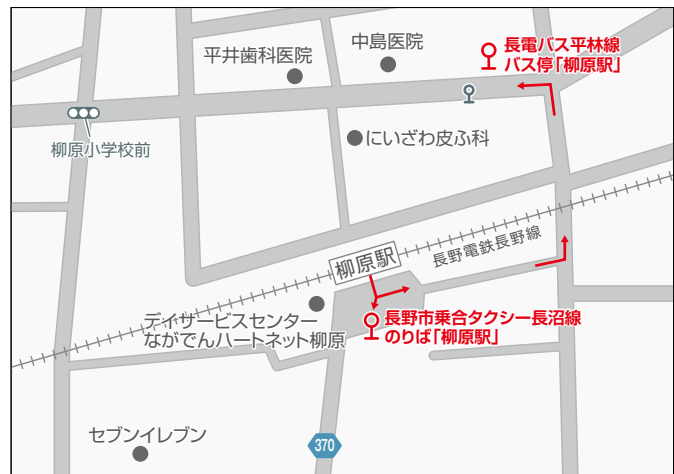 長電バス平林線
バス停「柳原駅」
中島医院
平井歯科医院
にいざわ皮ふ科
柳原小学校前
長野電鉄長野線
柳原駅
デイサービスセンター
ながでんハートネット柳原
長野市乗合タクシー長沼線
のりば「柳原駅」
セブンイレブン
370